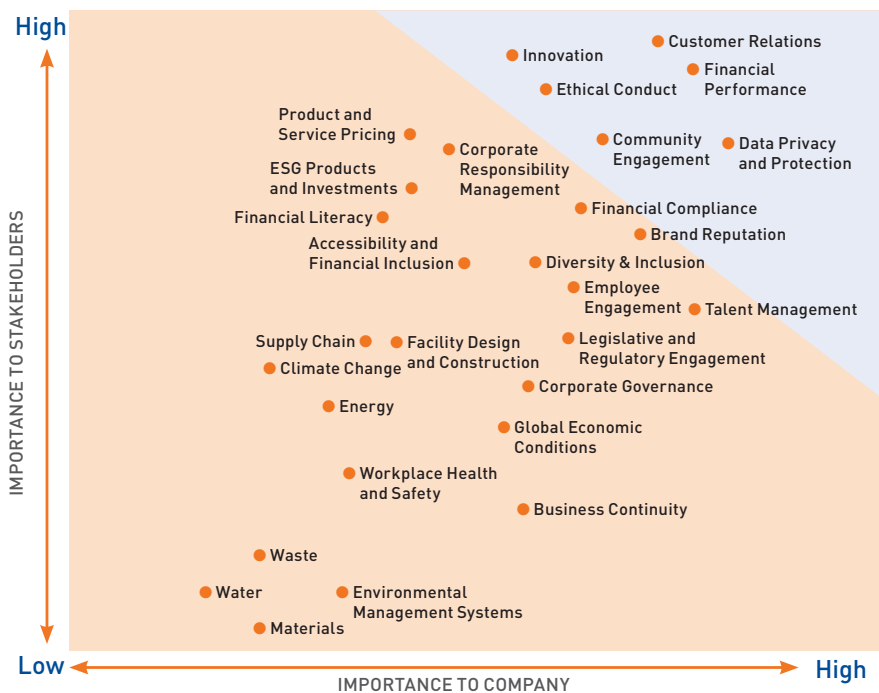 High
Customer Relations
Innovation
Financial
Performance
Ethical Conduct
Product and
Service Pricing
Community
Engagement
Data Privacy
and Protection
Corporate
Responsibility
Management
ESG Products
and Investments
Financial Literacy
Financial Compliance
Brand Reputation
Accessibility and
Financial Inclusion
Diversity & Inclusion
Employee
Engagement
Talent Management
Supply Chain
Facility Design
and Construction
Legislative and
Regulatory Engagement
Climate Change
Corporate Governance
Energy
Global Economic
Conditions
Workplace Health
and Safety
Business Continuity
Waste
Water
Environmental
Management Systems
Materials
IMPORTANCE TO STAKEHOLDERS
Low
High
IMPORTANCE TO COMPANY